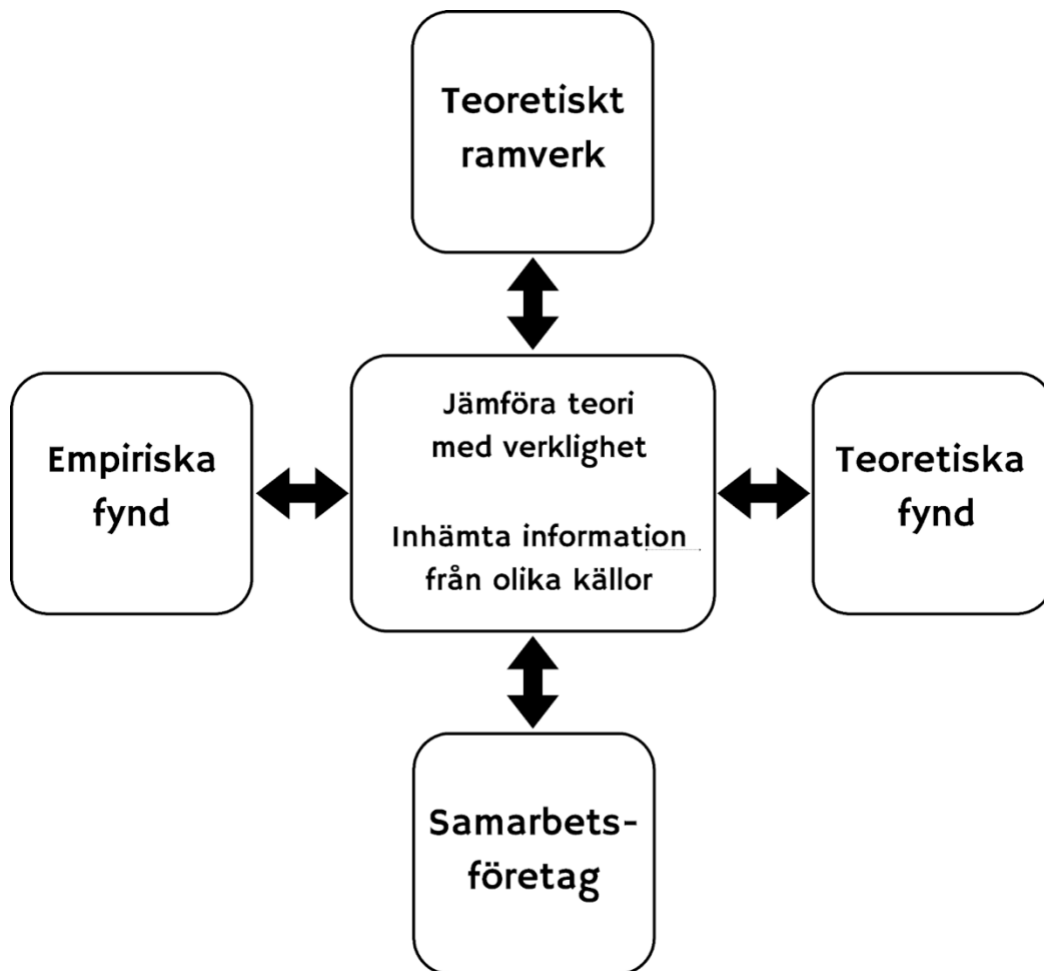 Teoretiskt
ramverk
Jämföra teori
med verklighet
Empiriska
fynd
Inhämta information
från olika källor
Teoretiska
fynd
Samarbets-
företag